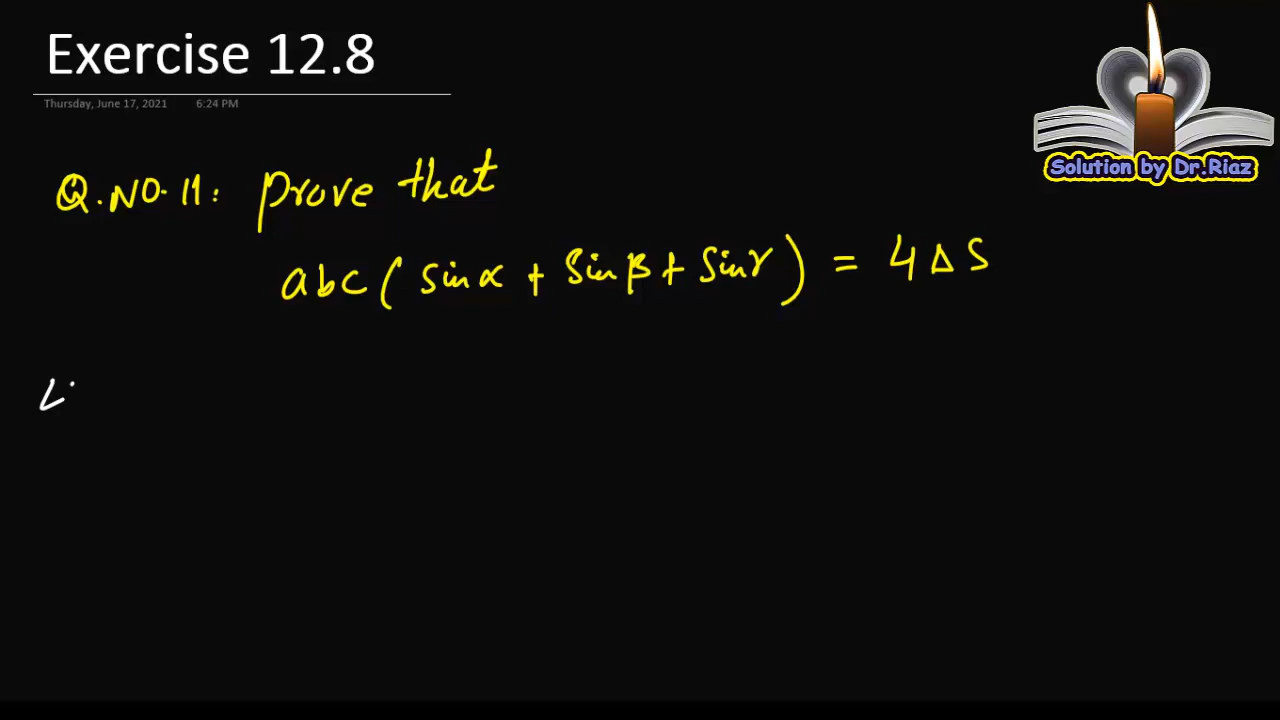 Exercise 12.8
Thursday, June 17, 2021 6:24 PM
Solution by Dr.Riaz
Q.NO.11: Prove that
abc( Sinα + Sinβ + Sinγ ) = 4 Δ S